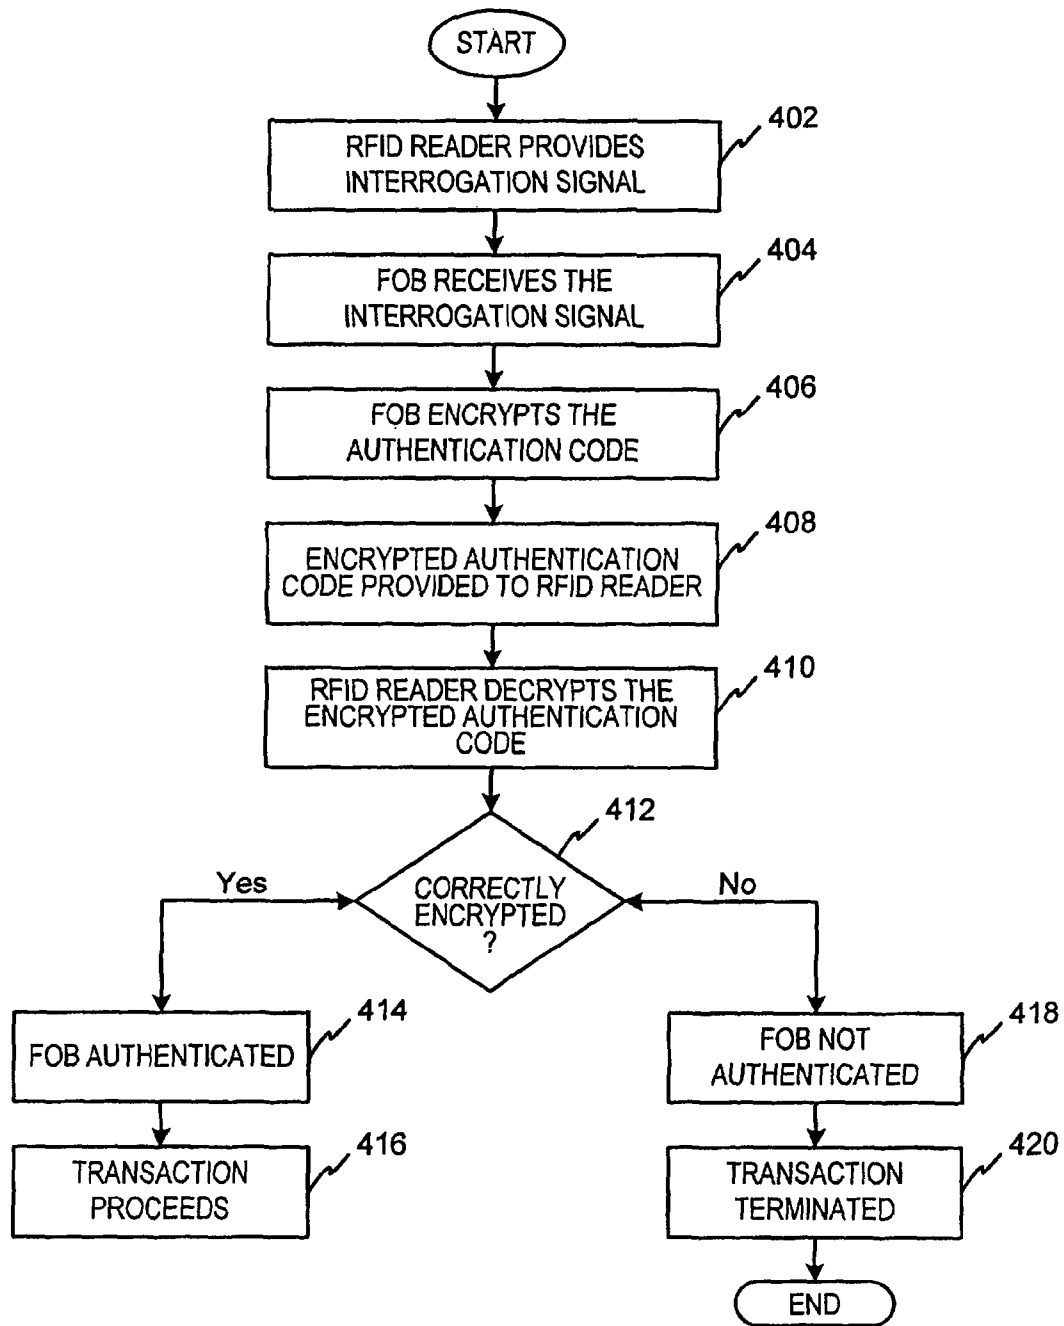 START
402
RFID READER PROVIDES
INTERROGATION SIGNAL
404
FOB RECEIVES THE
INTERROGATION SIGNAL
406
FOB ENCRYPTS THE
AUTHENTICATION CODE
408
ENCRYPTED AUTHENTICATION
CODE PROVIDED TO RFID READER
410
RFID READER DECRYPTS THE
ENCRYPTED AUTHENTICATION
CODE
412
CORRECTLY
ENCRYPTED
?
Yes
No
414
FOB AUTHENTICATED
418
FOB NOT
AUTHENTICATED
416
TRANSACTION
PROCEEDS
420
TRANSACTION
TERMINATED
END